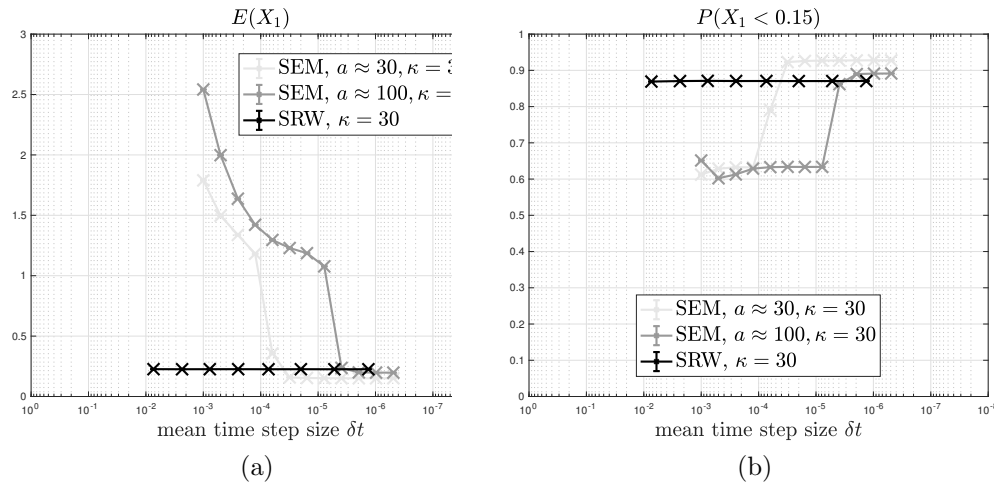 E(X₁)
3
2.5
2
1.5
1
0.5
0
SEM, a ≈ 30, κ = 3
SEM, a ≈ 100, κ =
SRW, κ = 30
10⁰ 10⁻¹ 10⁻² 10⁻³ 10⁻⁴ 10⁻⁵ 10⁻⁶ 10⁻⁷
mean time step size δt
(a)
P(X₁ < 0.15)
1
0.9
0.8
0.7
0.6
0.5
0.4
0.3
0.2
0.1
0
SEM, a ≈ 30, κ = 30
SEM, a ≈ 100, κ = 30
SRW, κ = 30
10⁰ 10⁻¹ 10⁻² 10⁻³ 10⁻⁴ 10⁻⁵ 10⁻⁶ 10⁻⁷ 10⁻⁸
mean time step size δt
(b)